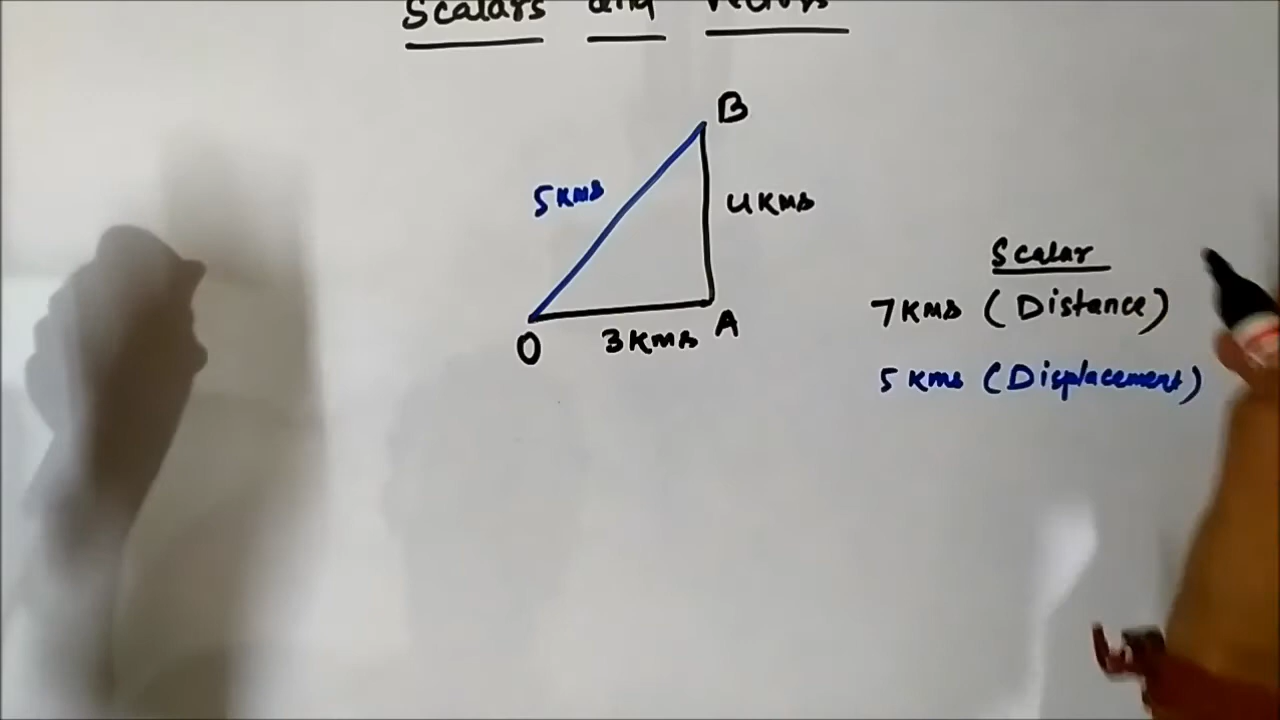 Scalars and Vectors
B
5 kms
4 kms
O
3 kms
A
Scalar
7 kms (Distance)
5 kms (Displacement)